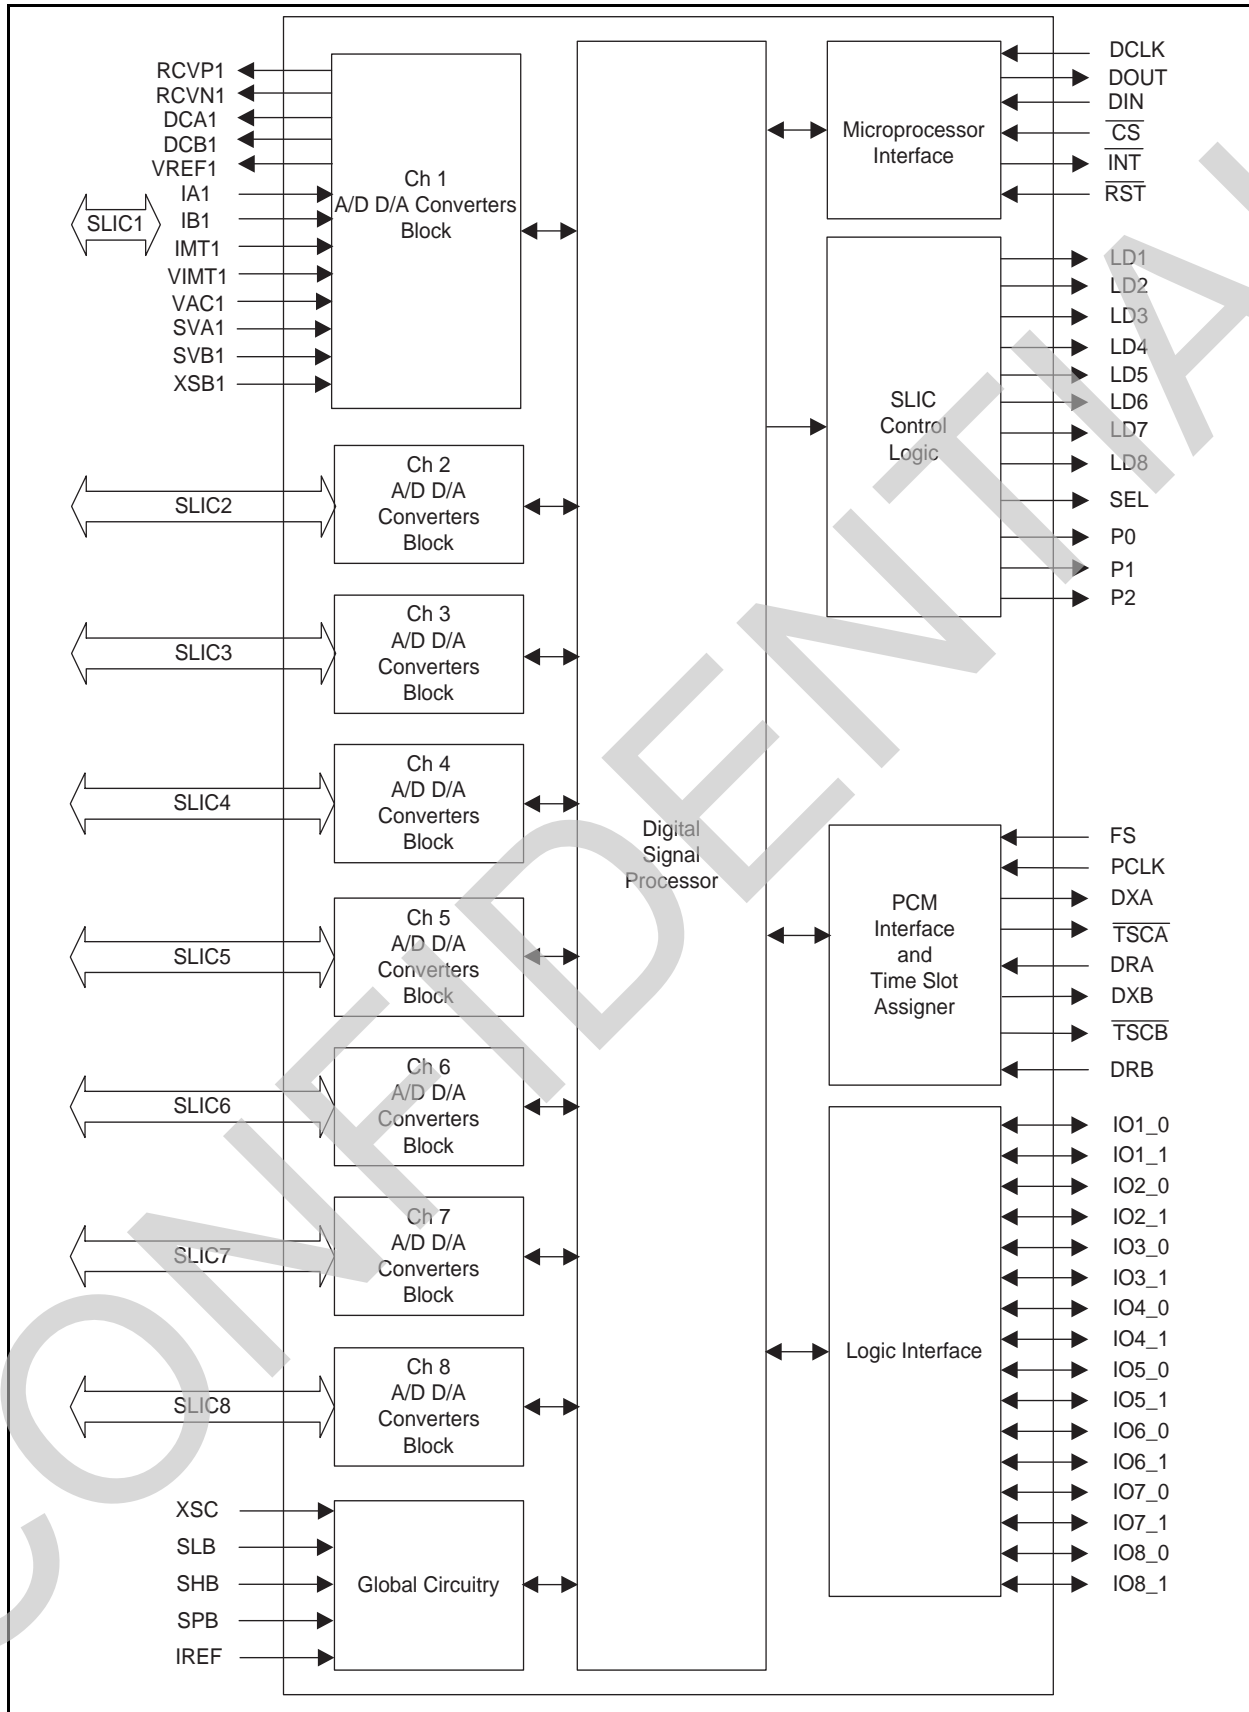 RCVP1
RCVN1
DCA1
DCB1
VREF1
IA1
IB1
IMT1
VIMT1
VAC1
SVA1
SVB1
XSB1
SLIC1
Ch 1
A/D D/A Converters
Block
SLIC2
Ch 2
A/D D/A
Converters
Block
SLIC3
Ch 3
A/D D/A
Converters
Block
SLIC4
Ch 4
A/D D/A
Converters
Block
SLIC5
Ch 5
A/D D/A
Converters
Block
SLIC6
Ch 6
A/D D/A
Converters
Block
SLIC7
Ch 7
A/D D/A
Converters
Block
SLIC8
Ch 8
A/D D/A
Converters
Block
XSC
SLB
SHB
SPB
IREF
Global Circuitry
Digital
Signal
Processor
Microprocessor
Interface
DCLK
DOUT
DIN
CS
INT
RST
SLIC
Control
Logic
LD1
LD2
LD3
LD4
LD5
LD6
LD7
LD8
SEL
P0
P1
P2
PCM
Interface
and
Time Slot
Assigner
FS
PCLK
DXA
TSCA
DRA
DXB
TSCB
DRB
Logic Interface
IO1_0
IO1_1
IO2_0
IO2_1
IO3_0
IO3_1
IO4_0
IO4_1
IO5_0
IO5_1
IO6_0
IO6_1
IO7_0
IO7_1
IO8_0
IO8_1
CONFIDENTIAL